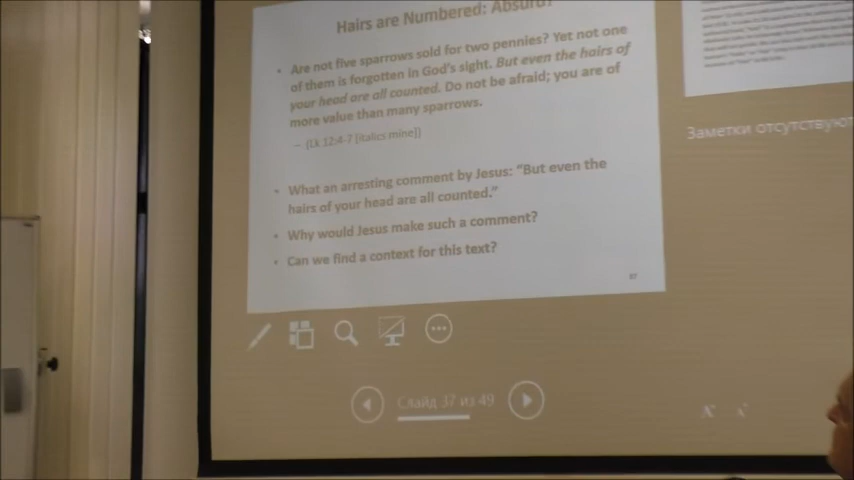 Hairs are Numbered: Absurd?
• Are not five sparrows sold for two pennies? Yet not one
of them is forgotten in God's sight. But even the hairs of
your head are all counted. Do not be afraid; you are of
more value than many sparrows.
– (Lk 12:4-7 [italics mine])
• What an arresting comment by Jesus: "But even the
hairs of your head are all counted."
• Why would Jesus make such a comment?
• Can we find a context for this text?
37
Заметки отсутствуют
Слайд 37 из 49